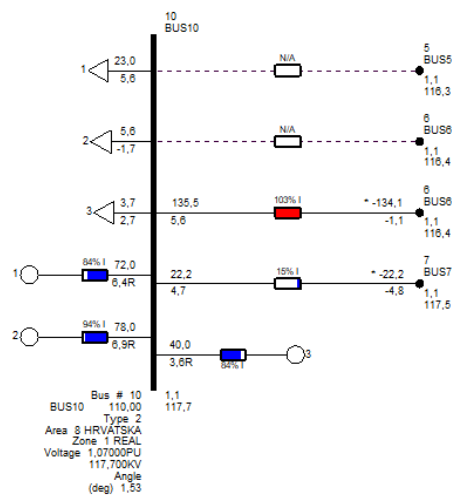 10
BUS10
1
23,0
5,6
N/A
5
BUS5
1,1
116,3
2
5,6
-1,7
N/A
6
BUS6
1,1
116,4
3
3,7
2,7
135,5
5,6
103% I
* -134,1
-1,1
6
BUS6
1,1
116,4
1
84% I
72,0
6,4R
22,2
4,7
15% I
* -22,2
-4,8
7
BUS7
1,1
117,5
2
94% I
78,0
6,9R
40,0
3,6R
84% I
3
Bus # 10
BUS10 110,00
Type 2
Area 8 HRVATSKA
Zone 1 REAL
Voltage 1,07000PU
117,700KV
Angle
(deg) 1,53
1,1
117,7